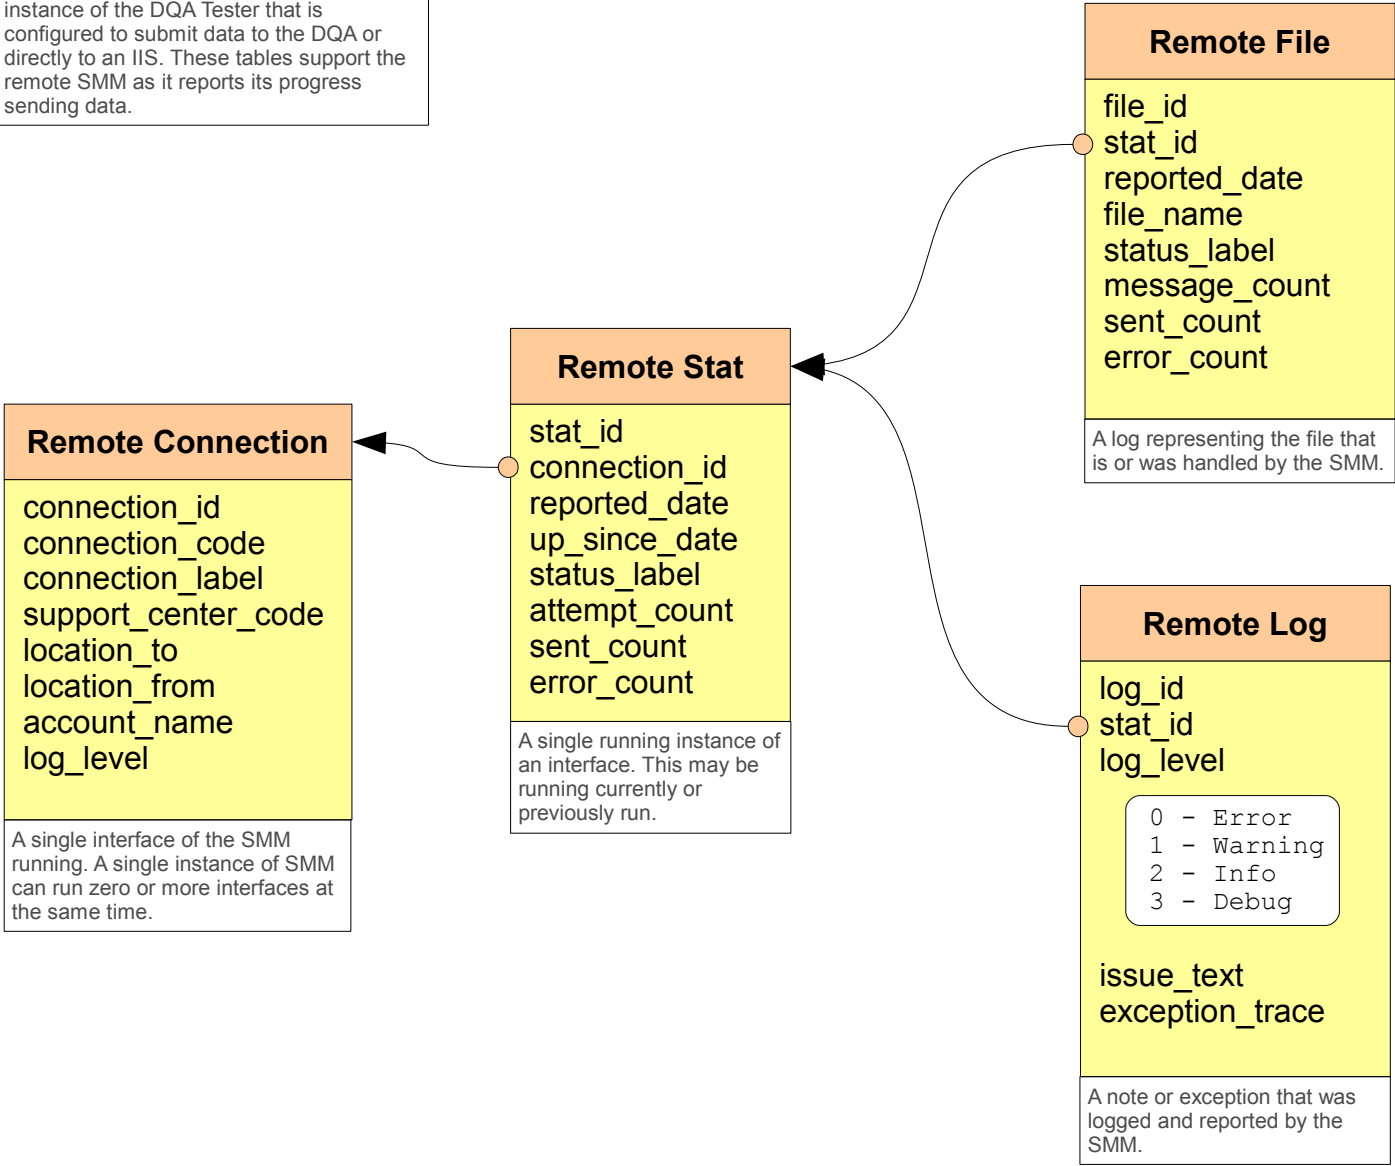 instance of the DQA Tester that is
configured to submit data to the DQA or
directly to an IIS. These tables support the
remote SMM as it reports its progress
sending data.
Remote File
file_id
stat_id
reported_date
file_name
status_label
message_count
sent_count
error_count
A log representing the file that
is or was handled by the SMM.
Remote Stat
stat_id
connection_id
reported_date
up_since_date
status_label
attempt_count
sent_count
error_count
A single running instance of
an interface. This may be
running currently or
previously run.
Remote Connection
connection_id
connection_code
connection_label
support_center_code
location_to
location_from
account_name
log_level
A single interface of the SMM
running. A single instance of SMM
can run zero or more interfaces at
the same time.
Remote Log
log_id
stat_id
log_level
0 - Error
1 - Warning
2 - Info
3 - Debug
issue_text
exception_trace
A note or exception that was
logged and reported by the
SMM.